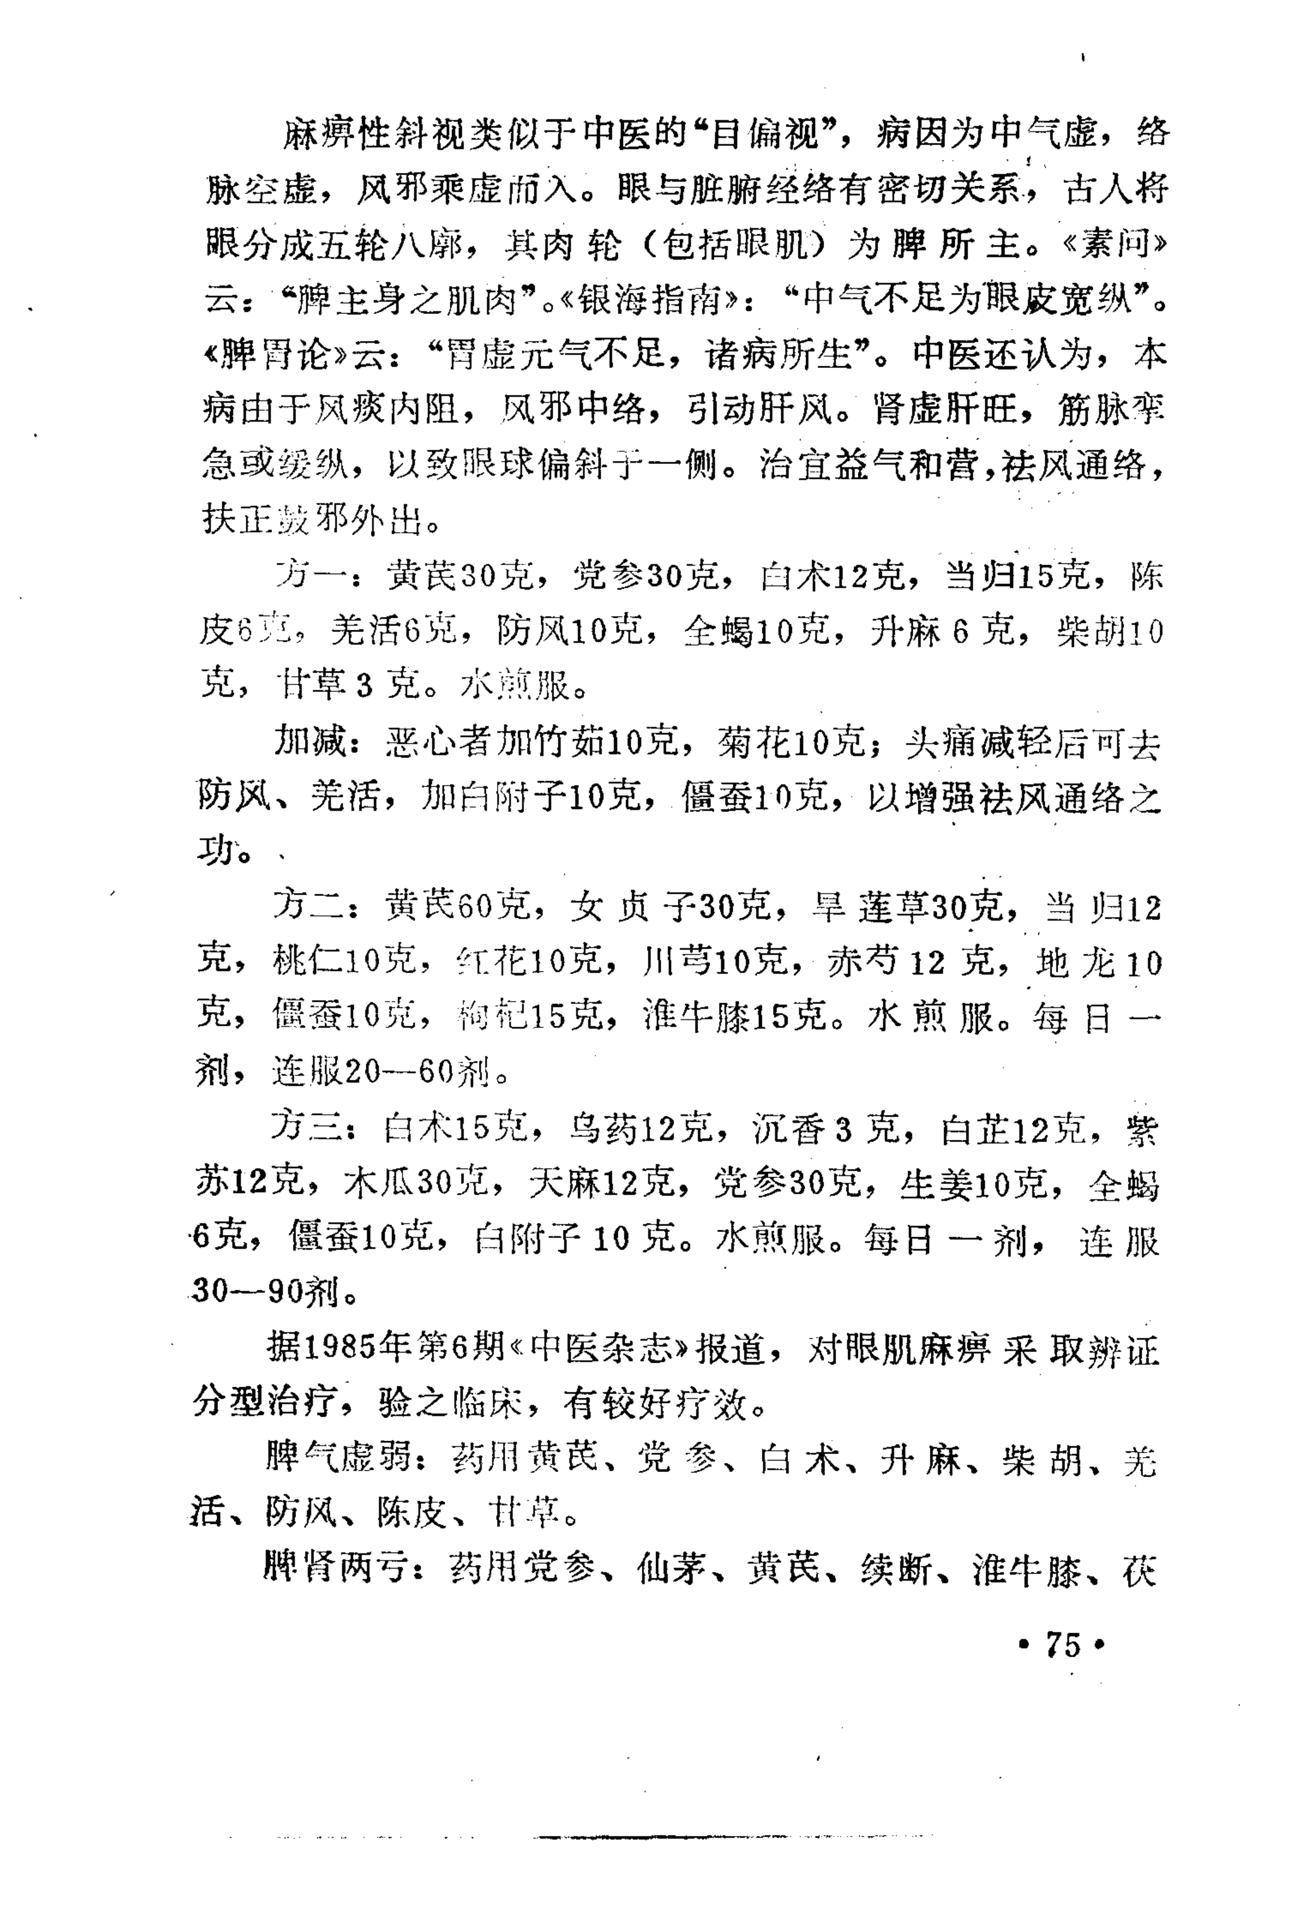 麻痹性斜视类似于中医的“目偏视”，病因为中气虚，络
脉空虚，风邪乘虚而入。眼与脏腑经络有密切关系，古人将
眼分成五轮八廓，其肉轮（包括眼肌）为脾所主。《素问》
云：“脾主身之肌肉”。《银海指南》：“中气不足为眼皮宽纵”。
《脾胃论》云：“胃虚元气不足，诸病所生”。中医还认为，本
病由于风痰内阻，风邪中络，引动肝风。肾虚肝旺，筋脉挛
急或缓纵，以致眼球偏斜于一侧。治宜益气和营，祛风通络，
扶正鼓邪外出。
方一：黄芪30克，党参30克，白术12克，当归15克，陈
皮6克，羌活6克，防风10克，全蝎10克，升麻6克，柴胡10
克，甘草3克。水煎服。
加减：恶心者加竹茹10克，菊花10克；头痛减轻后可去
防风、羌活，加白附子10克，僵蚕10克，以增强祛风通络之
功。
方二：黄芪60克，女贞子30克，旱莲草30克，当归12
克，桃仁10克，红花10克，川芎10克，赤芍12克，地龙10
克，僵蚕10克，枸杞15克，淮牛膝15克。水煎服。每日一
剂，连服20—60剂。
方三：白术15克，乌药12克，沉香3克，白芷12克，紫
苏12克，木瓜30克，天麻12克，党参30克，生姜10克，全蝎
6克，僵蚕10克，白附子10克。水煎服。每日一剂，连服
30—90剂。
据1985年第6期《中医杂志》报道，对眼肌麻痹采取辨证
分型治疗，验之临床，有较好疗效。
脾气虚弱：药用黄芪、党参、白术、升麻、柴胡、羌
活、防风、陈皮、甘草。
脾肾两亏：药用党参、仙茅、黄芪、续断、淮牛膝、茯
•75•